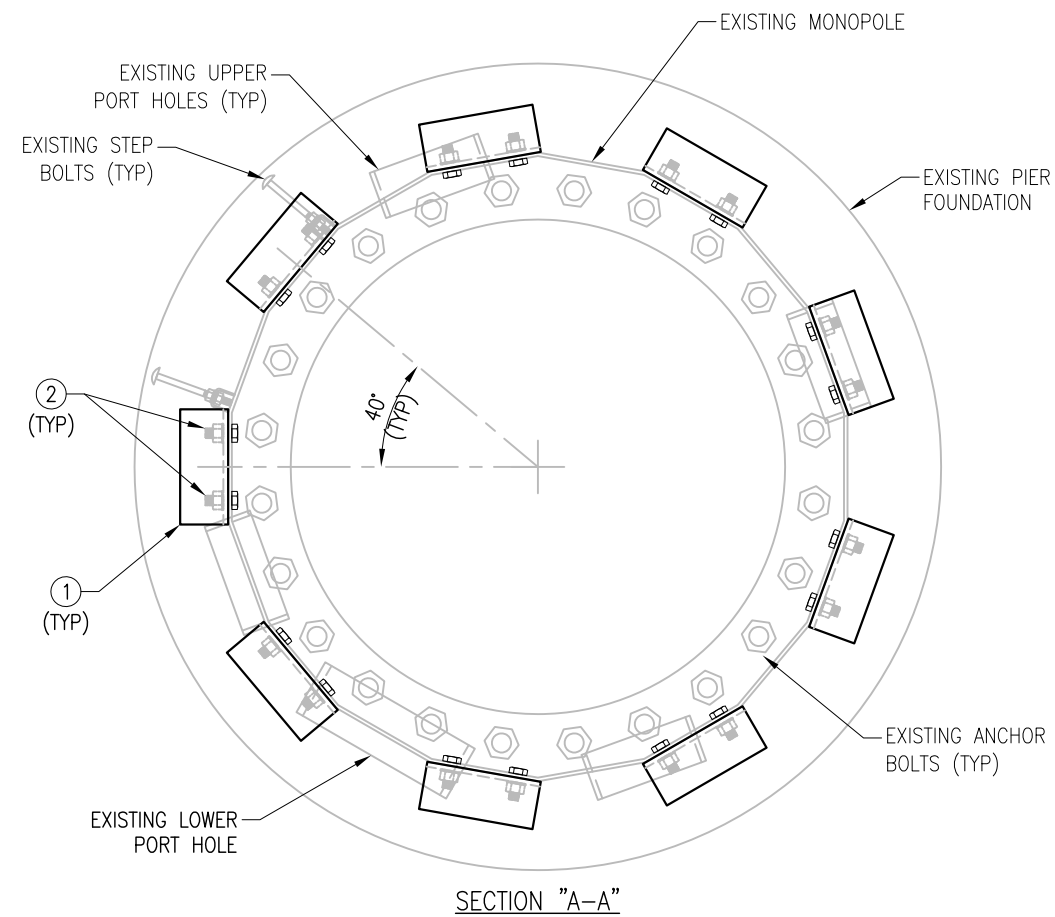 EXISTING MONOPOLE
EXISTING UPPER
PORT HOLES (TYP)
EXISTING STEP
BOLTS (TYP)
EXISTING PIER
FOUNDATION
40°
(TYP)
2
(TYP)
1
(TYP)
EXISTING ANCHOR
BOLTS (TYP)
EXISTING LOWER
PORT HOLE
SECTION "A-A"